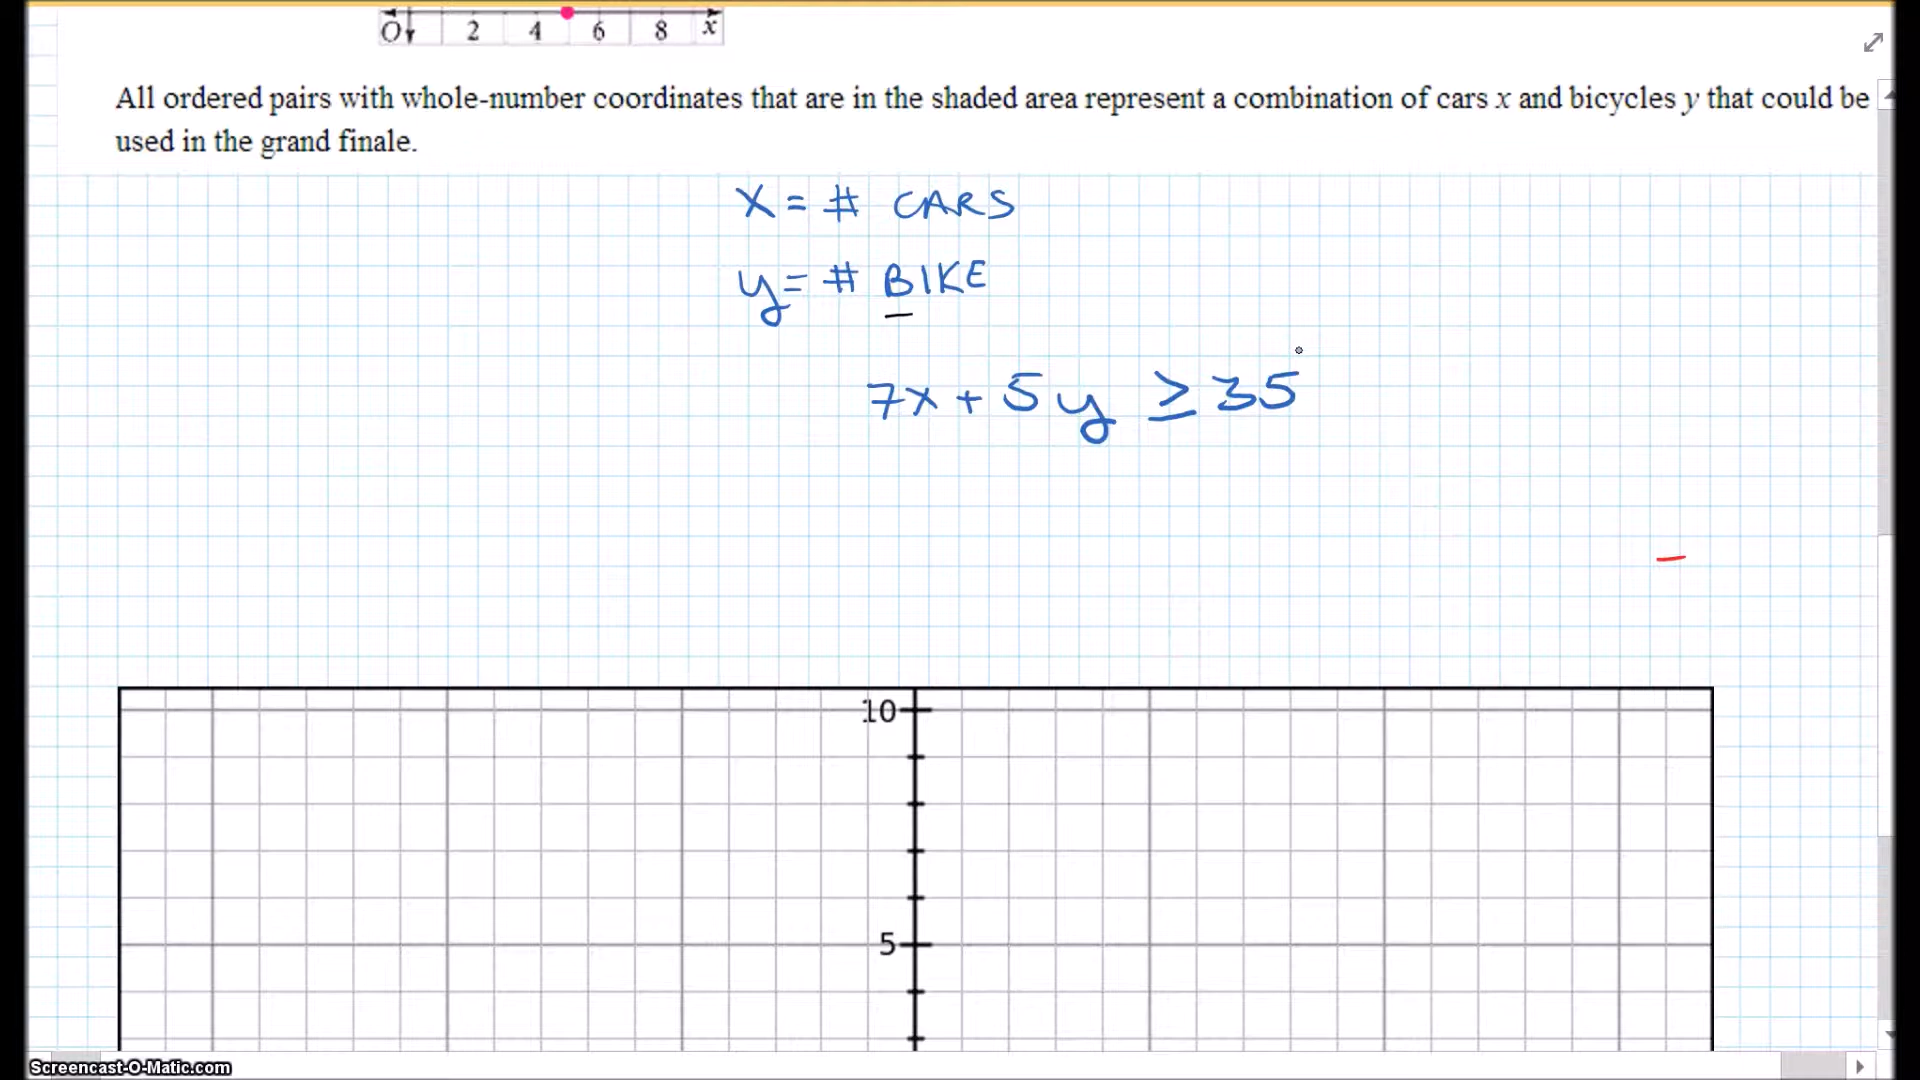 O 2 4 6 8 x
All ordered pairs with whole-number coordinates that are in the shaded area represent a combination of cars x and bicycles y that could be
used in the grand finale.
X = # CARS
y = # BIKE
7x + 5y ≥ 35
10
5
Screencast-O-Matic.com